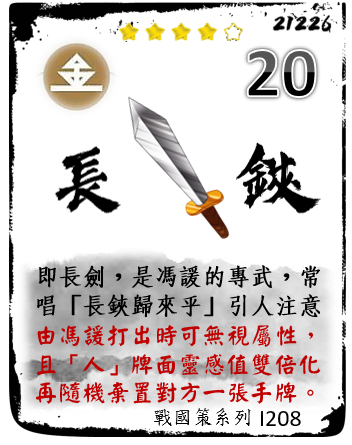 21226
金
20
長鋏
即長劍，是馮諼的專武，常
唱「長鋏歸來乎」引人注意
由馮諼打出時可無視屬性，
且「人」牌面靈感值雙倍化
再隨機棄置對方一張手牌。
戰國策系列 I208